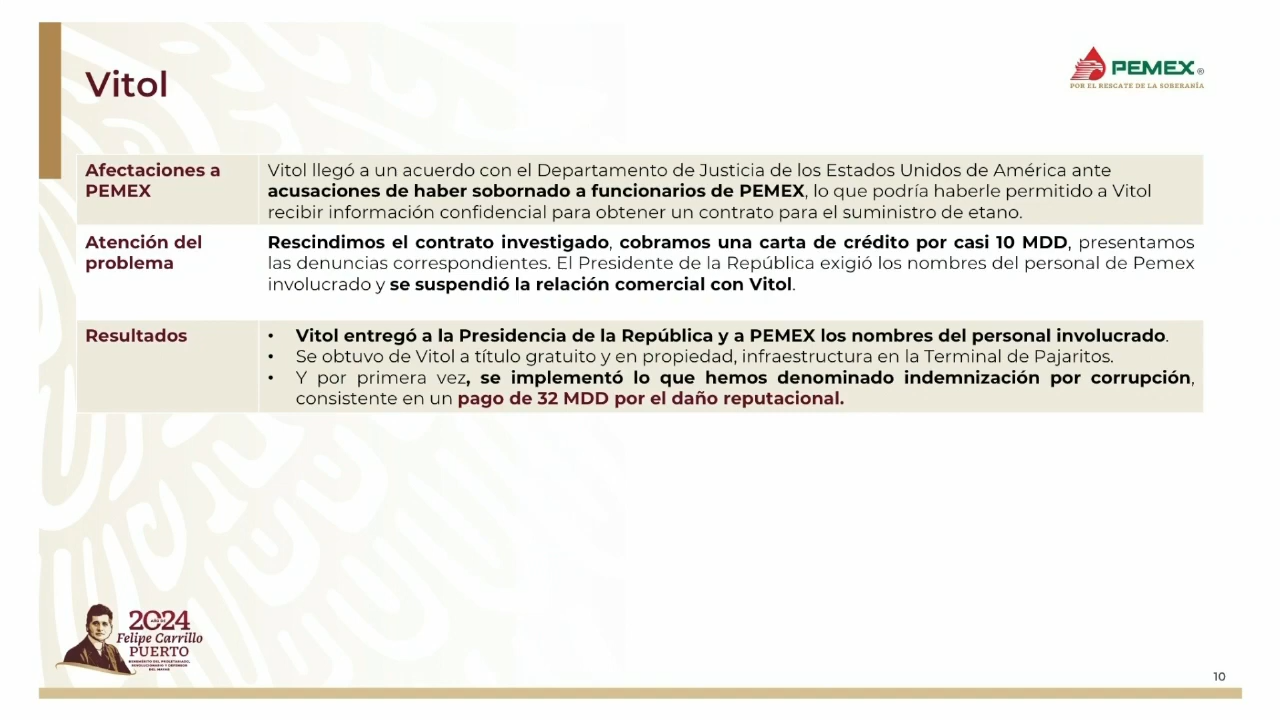 Vitol
PEMEX®
POR EL RESCATE DE LA SOBERANÍA
Afectaciones a
PEMEX
Vitol llegó a un acuerdo con el Departamento de Justicia de los Estados Unidos de América ante
acusaciones de haber sobornado a funcionarios de PEMEX, lo que podría haberle permitido a Vitol
recibir información confidencial para obtener un contrato para el suministro de etano.
Atención del
problema
Rescindimos el contrato investigado, cobramos una carta de crédito por casi 10 MDD, presentamos
las denuncias correspondientes. El Presidente de la República exigió los nombres del personal de Pemex
involucrado y se suspendió la relación comercial con Vitol.
Resultados
• Vitol entregó a la Presidencia de la República y a PEMEX los nombres del personal involucrado.
• Se obtuvo de Vitol a título gratuito y en propiedad, infraestructura en la Terminal de Pajaritos.
• Y por primera vez, se implementó lo que hemos denominado indemnización por corrupción,
consistente en un pago de 32 MDD por el daño reputacional.
2024
Felipe Carrillo
PUERTO
BENEMÉRITO DEL PROLETARIADO,
REVOLUCIONARIO Y DEFENSOR
DEL MAYAB
10